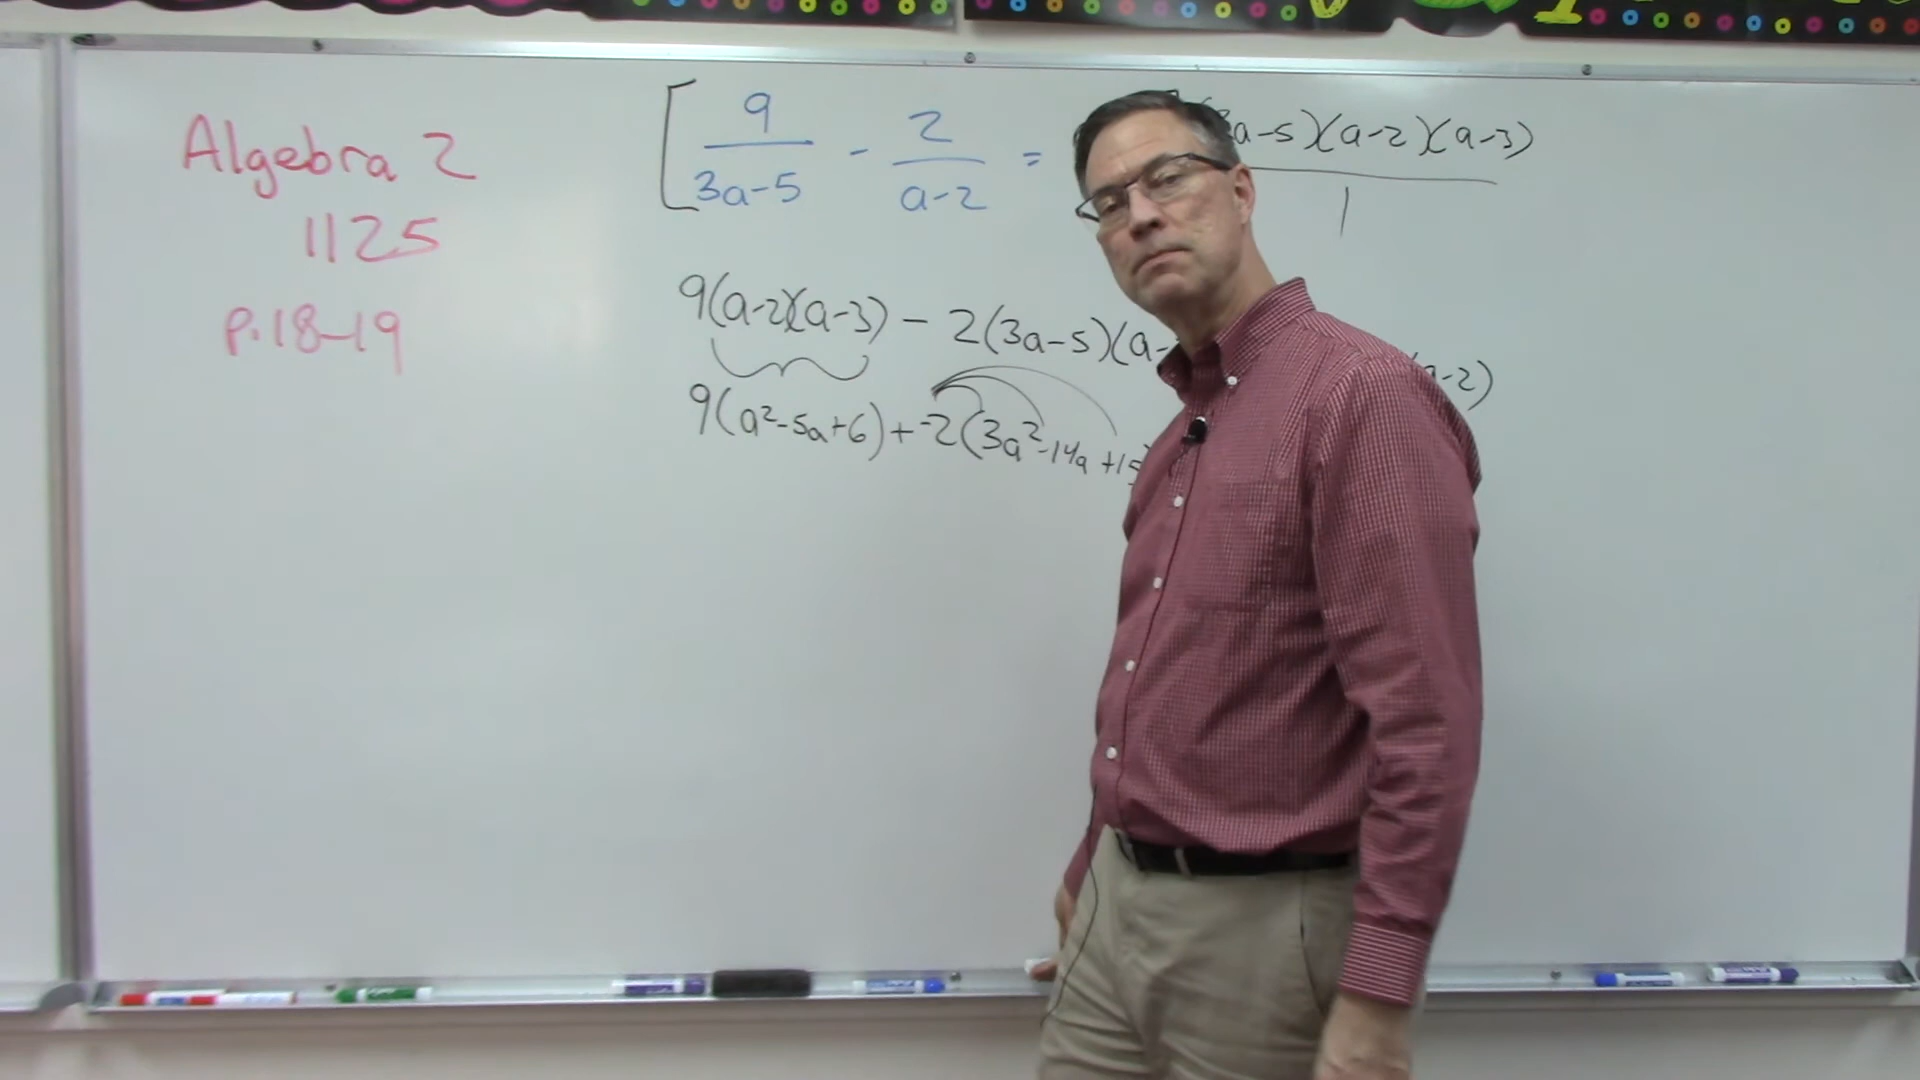 Algebra 2
1125
p. 18-19
9/(3a-5) - 2/(a-2) =
3a-5)(a-2)(a-3)
1
9(a-2)(a-3) - 2(3a-5)(a-
a-2)
9(a²-5a+6)+-2(3a²-14a+15